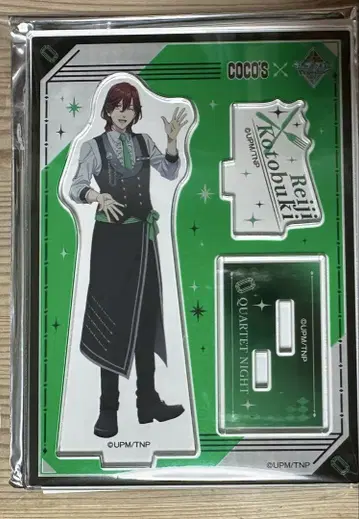 COCO'S ×
©UPM/TNP
Reiji
Kotobuki
©UPM/TNP
QUARTET NIGHT
©UPM/TNP
©UPM/TNP